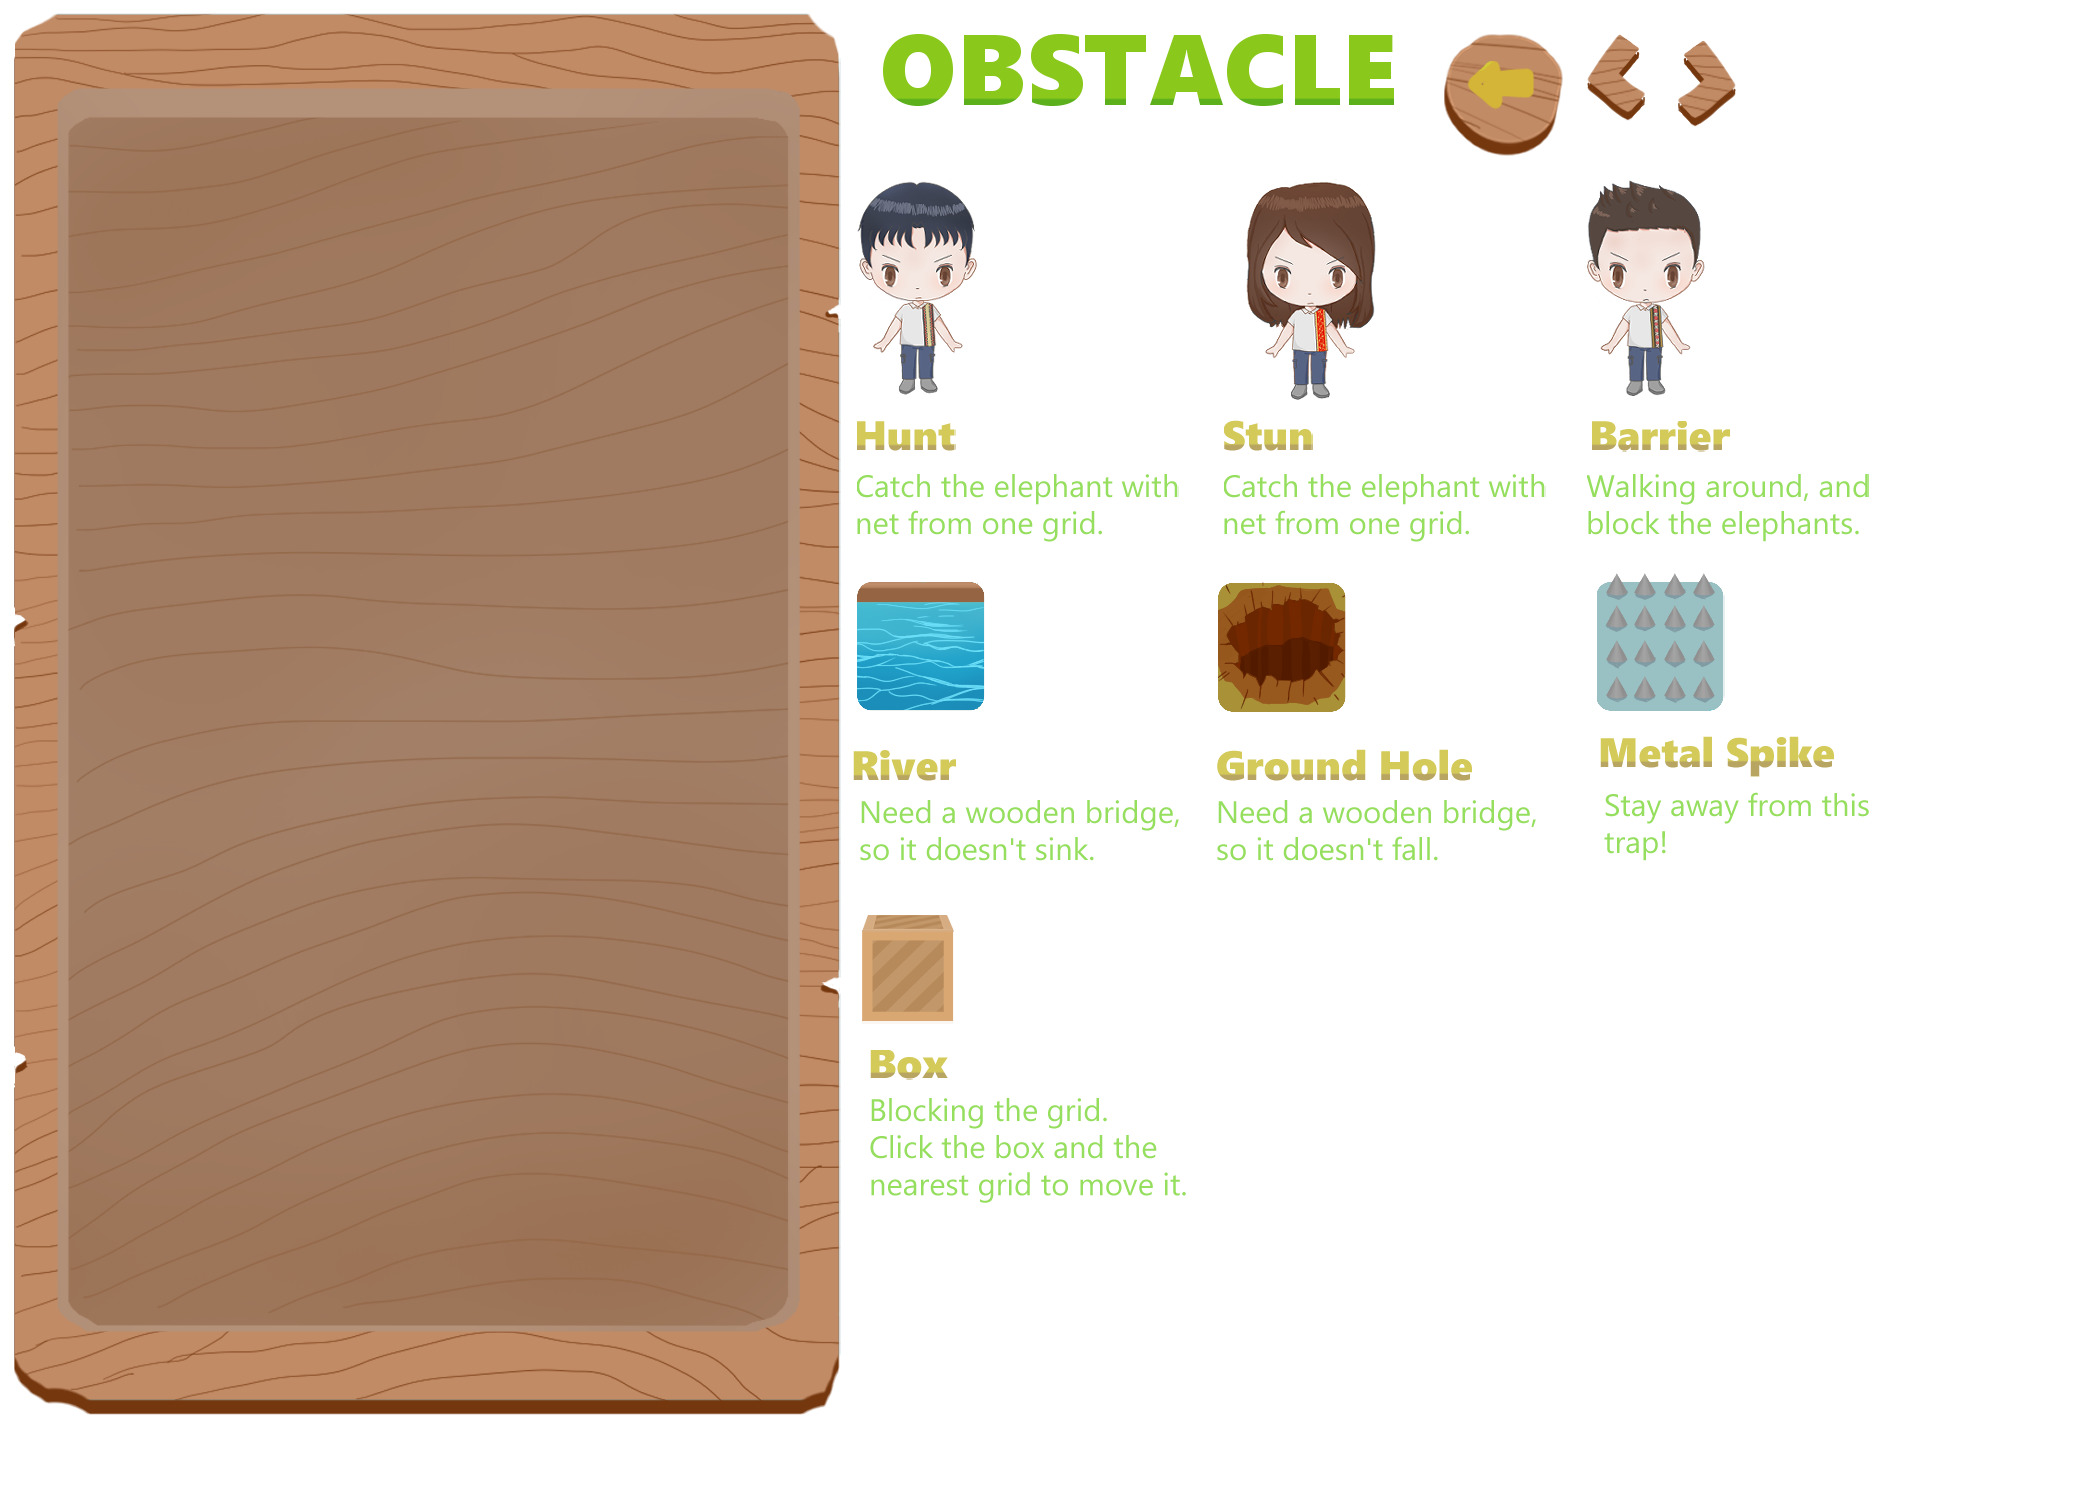 OBSTACLE
Hunt
Catch the elephant with
net from one grid.
Stun
Catch the elephant with
net from one grid.
Barrier
Walking around, and
block the elephants.
River
Need a wooden bridge,
so it doesn't sink.
Ground Hole
Need a wooden bridge,
so it doesn't fall.
Metal Spike
Stay away from this
trap!
Box
Blocking the grid.
Click the box and the
nearest grid to move it.